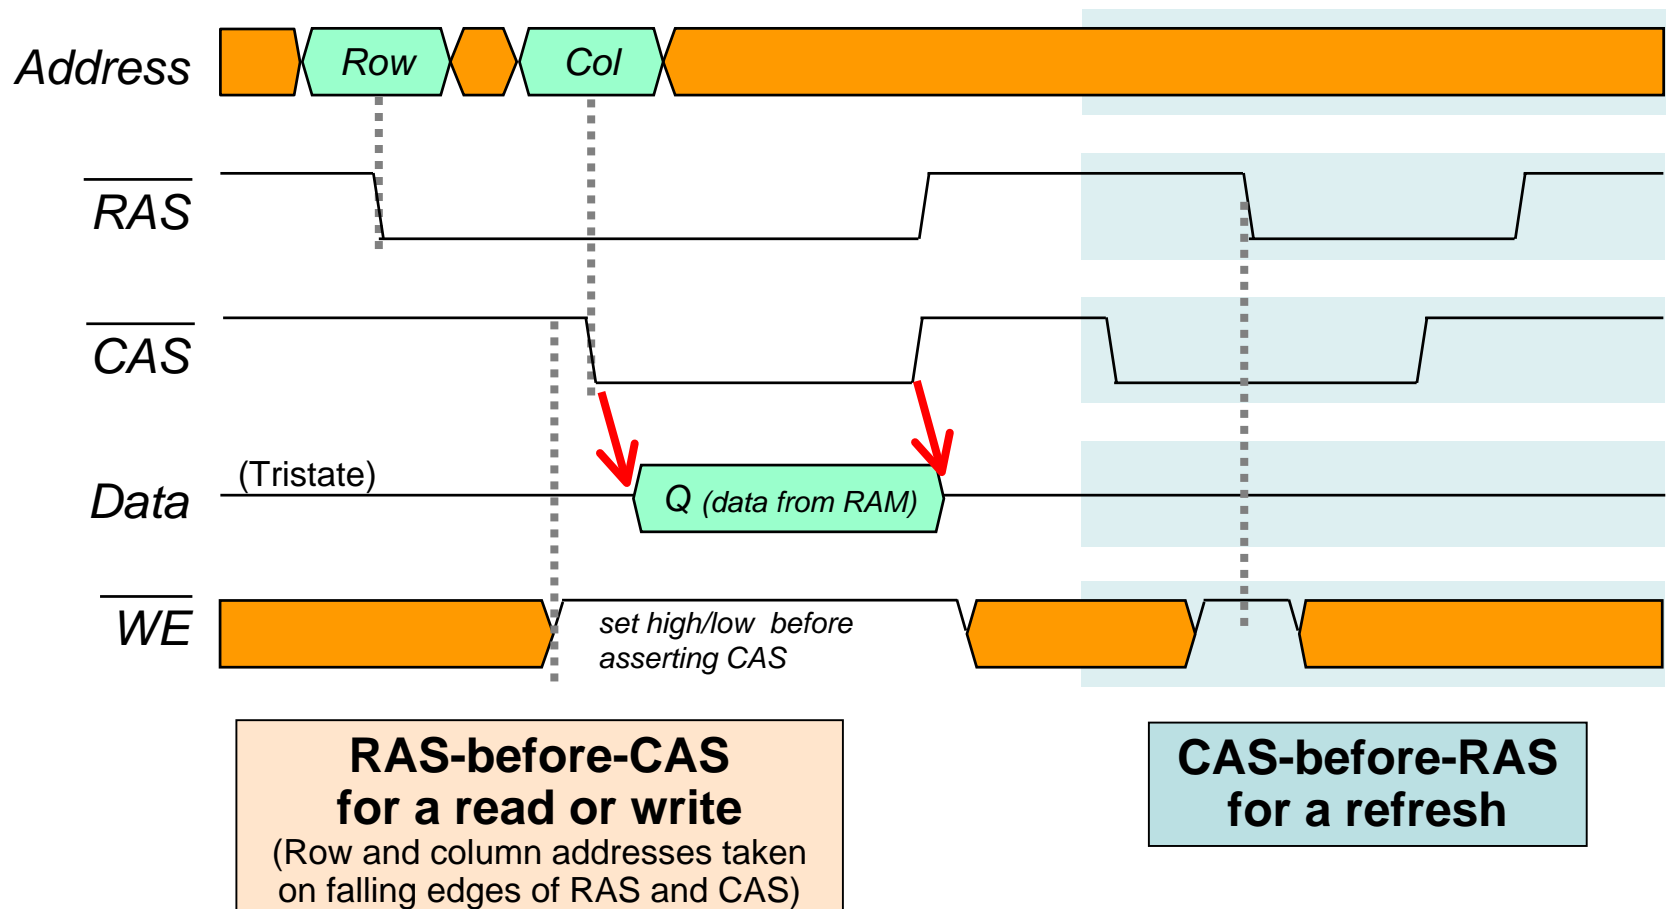 Address
Row
Col
RAS
CAS
Data
(Tristate)
Q (data from RAM)
WE
set high/low before
asserting CAS
RAS-before-CAS
for a read or write
(Row and column addresses taken
on falling edges of RAS and CAS)
CAS-before-RAS
for a refresh